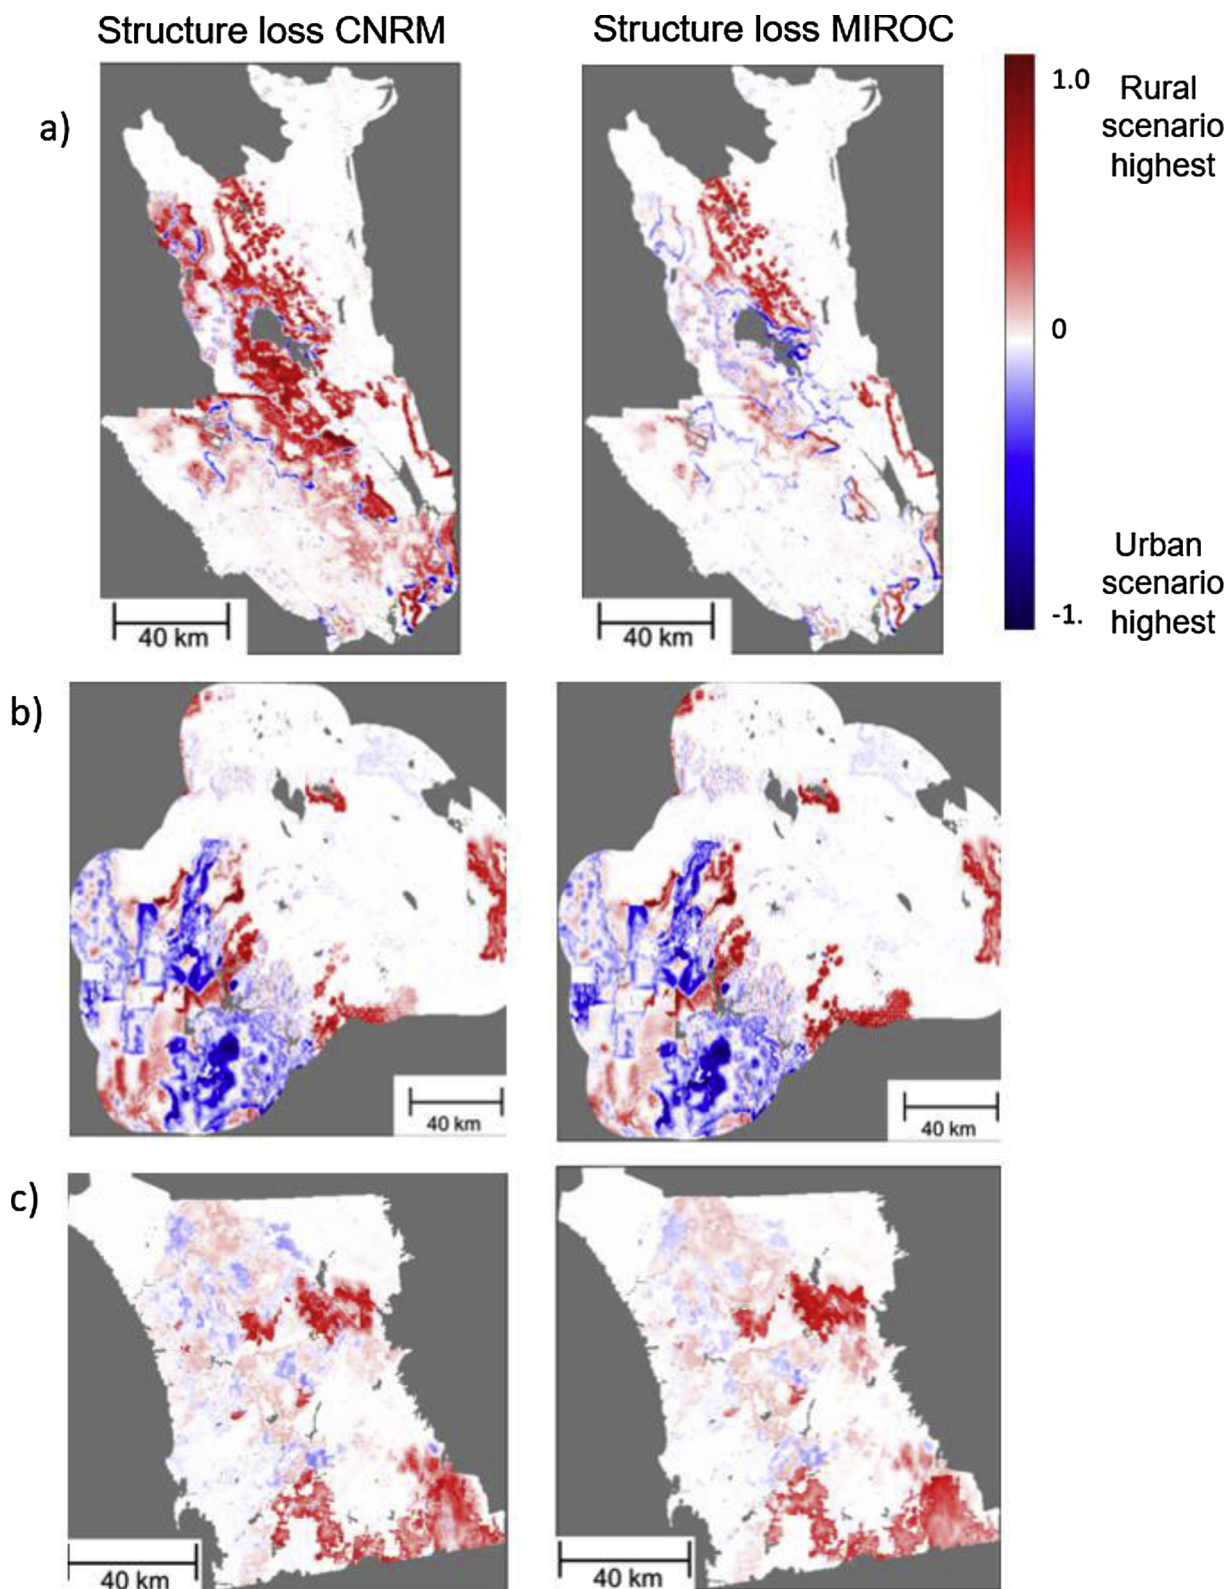 Structure loss CNRM
Structure loss MIROC
a)
1.0
Rural
scenario
highest
0
Urban
scenario
highest
-1.
40 km
40 km
b)
40 km
40 km
c)
40 km
40 km